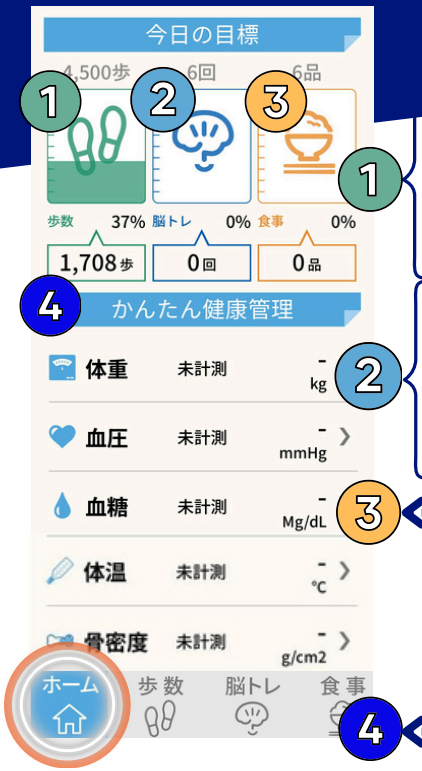 今日の目標
4,500歩 6回 6品
1 2 3
1
歩数 37% 脳トレ 0% 食事 0%
1,708歩 0回 0品
4 かんたん健康管理
体重 未計測 - kg
2
血圧 未計測 - mmHg
血糖 未計測 - Mg/dL
3
体温 未計測 - °C
骨密度 未計測 - g/cm2
ホーム 歩数 脳トレ 食事
4